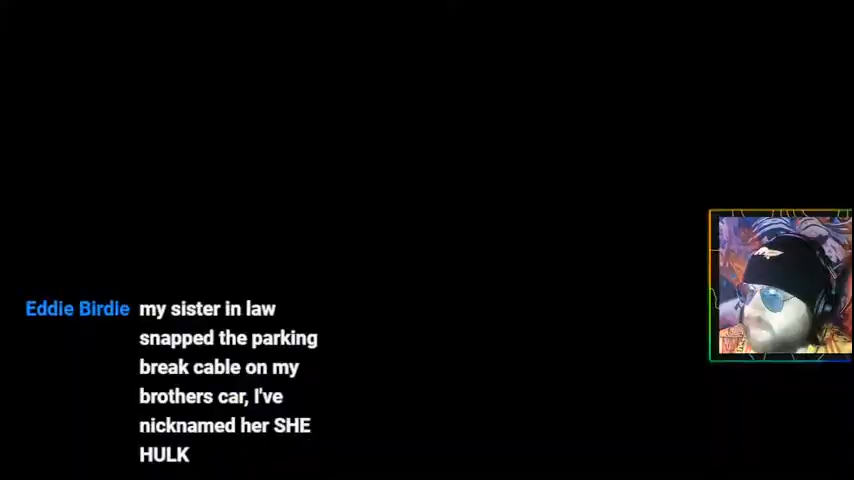 Eddie Birdie my sister in law
snapped the parking
break cable on my
brothers car, I've
nicknamed her SHE
HULK